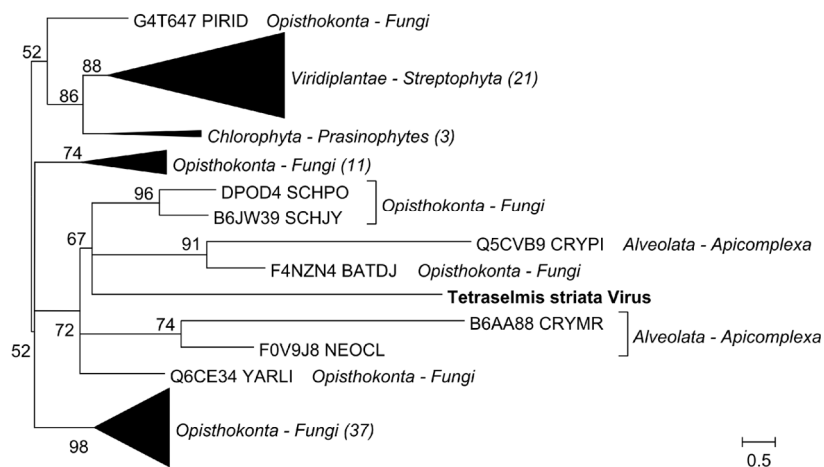 G4T647 PIRID Opisthokonta - Fungi
52
88
Viridiplantae - Streptophyta (21)
86
Chlorophyta - Prasinophytes (3)
74
Opisthokonta - Fungi (11)
96
DPOD4 SCHPO
Opisthokonta - Fungi
B6JW39 SCHJY
67
91
Q5CVB9 CRYPI Alveolata - Apicomplexa
F4NZN4 BATDJ Opisthokonta - Fungi
Tetraselmis striata Virus
72
74
B6AA88 CRYMR
Alveolata - Apicomplexa
52
F0V9J8 NEOCL
Q6CE34 YARLI Opisthokonta - Fungi
Opisthokonta - Fungi (37)
98
0.5